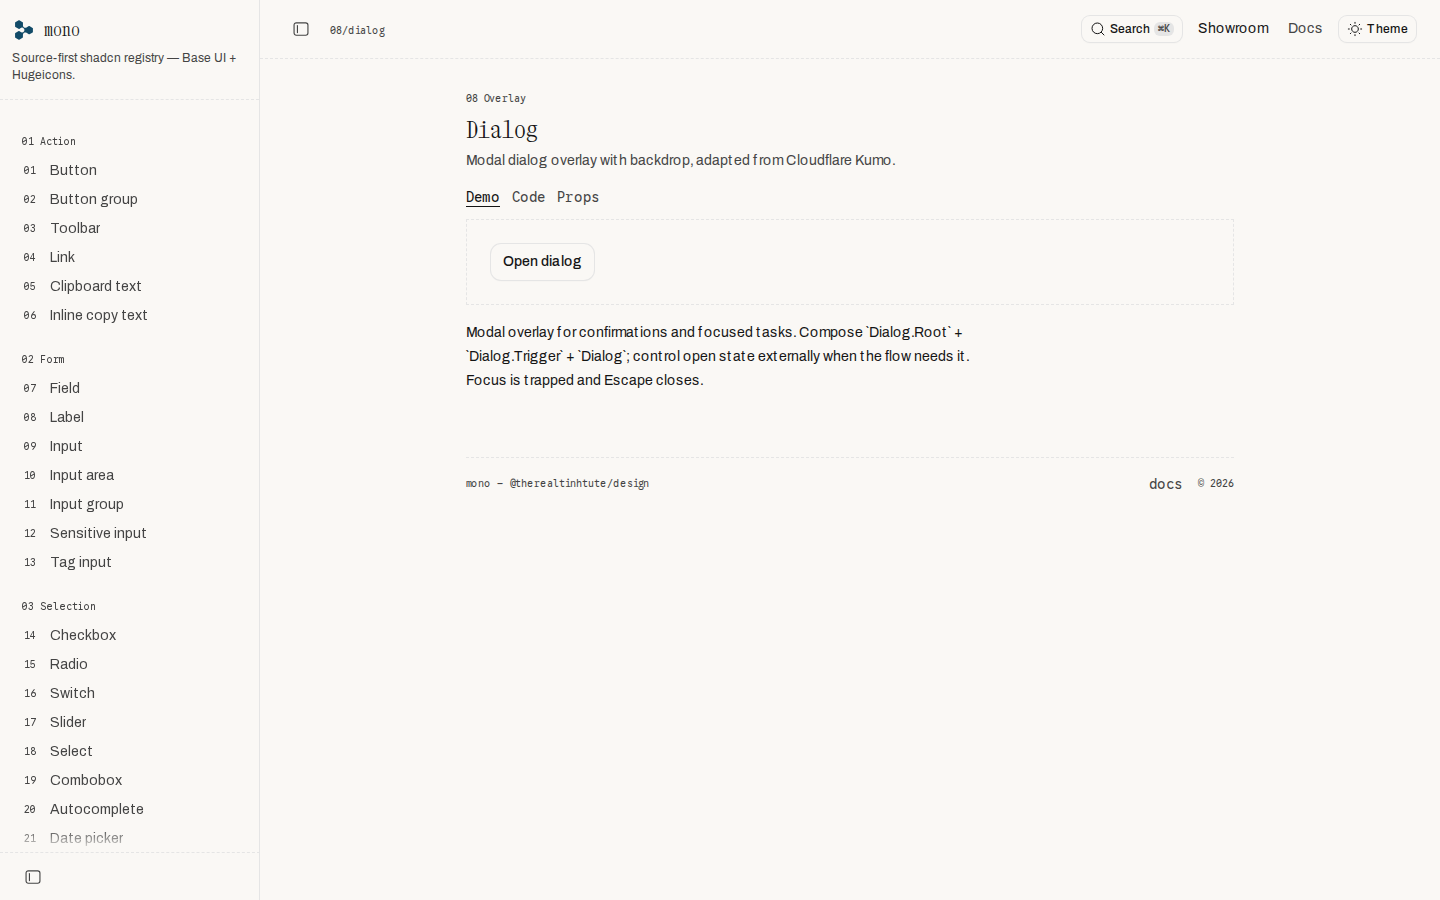 mono
Source-first shadcn registry — Base UI +
Hugeicons.
01 Action
01 Button
02 Button group
03 Toolbar
04 Link
05 Clipboard text
06 Inline copy text
02 Form
07 Field
08 Label
09 Input
10 Input area
11 Input group
12 Sensitive input
13 Tag input
03 Selection
14 Checkbox
15 Radio
16 Switch
17 Slider
18 Select
19 Combobox
20 Autocomplete
21 Date picker
08/dialog
Search ⌘K
Showroom
Docs
Theme
08 Overlay
Dialog
Modal dialog overlay with backdrop, adapted from Cloudflare Kumo.
Demo Code Props
Open dialog
Modal overlay for confirmations and focused tasks. Compose `Dialog.Root` +
`Dialog.Trigger` + `Dialog`; control open state externally when the flow needs it.
Focus is trapped and Escape closes.
mono — @therealtinhtute/design
docs © 2026